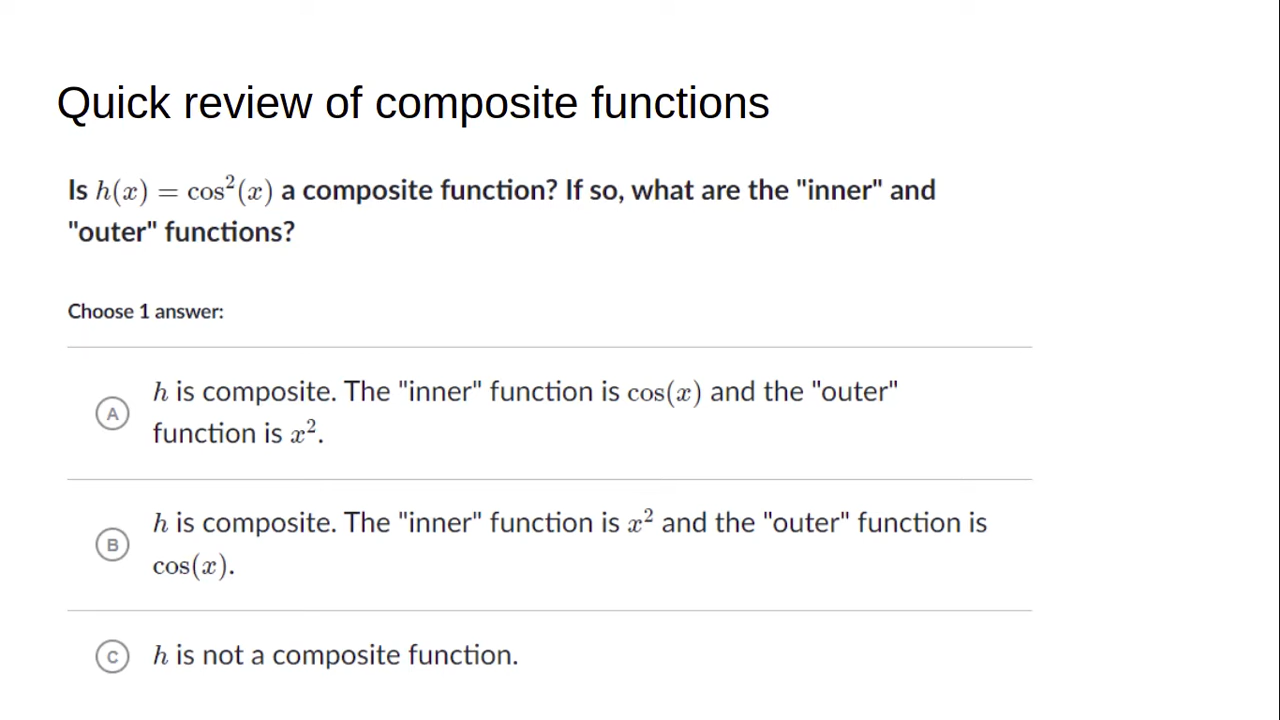 Quick review of composite functions
Is h(x) = cos²(x) a composite function? If so, what are the "inner" and
"outer" functions?
Choose 1 answer:
A h is composite. The "inner" function is cos(x) and the "outer"
function is x².
B h is composite. The "inner" function is x² and the "outer" function is
cos(x).
C h is not a composite function.